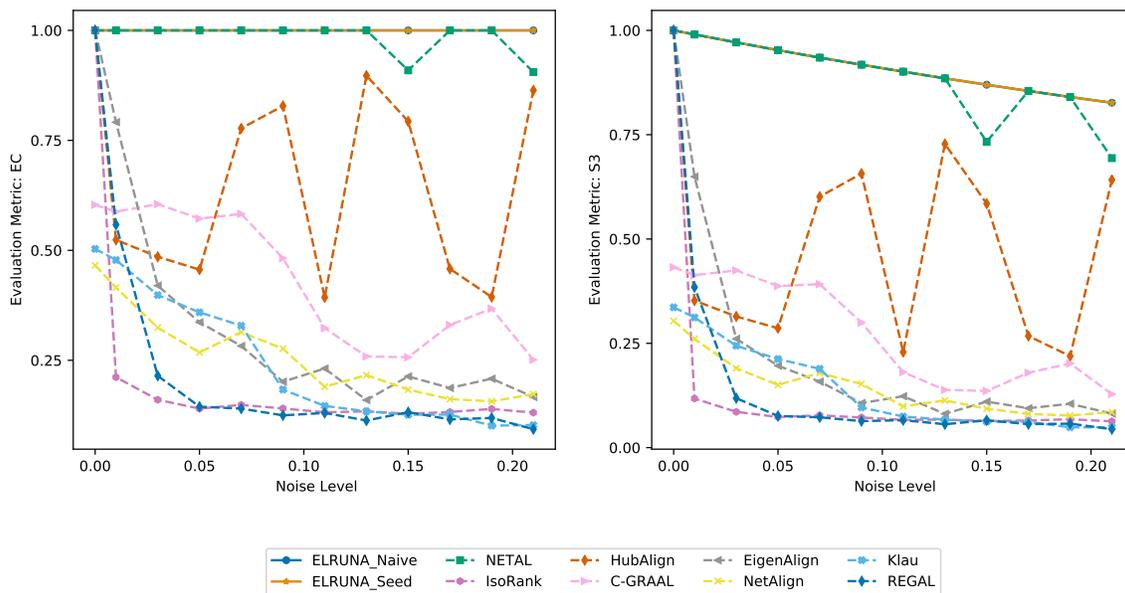 1.00
0.75
0.50
0.25
Evaluation Metric: EC
0.00 0.05 0.10 0.15 0.20
Noise Level
1.00
0.75
0.50
0.25
0.00
Evaluation Metric: S3
0.00 0.05 0.10 0.15 0.20
Noise Level
ELRUNA_Naive NETAL HubAlign EigenAlign Klau
ELRUNA_Seed IsoRank C-GRAAL NetAlign REGAL